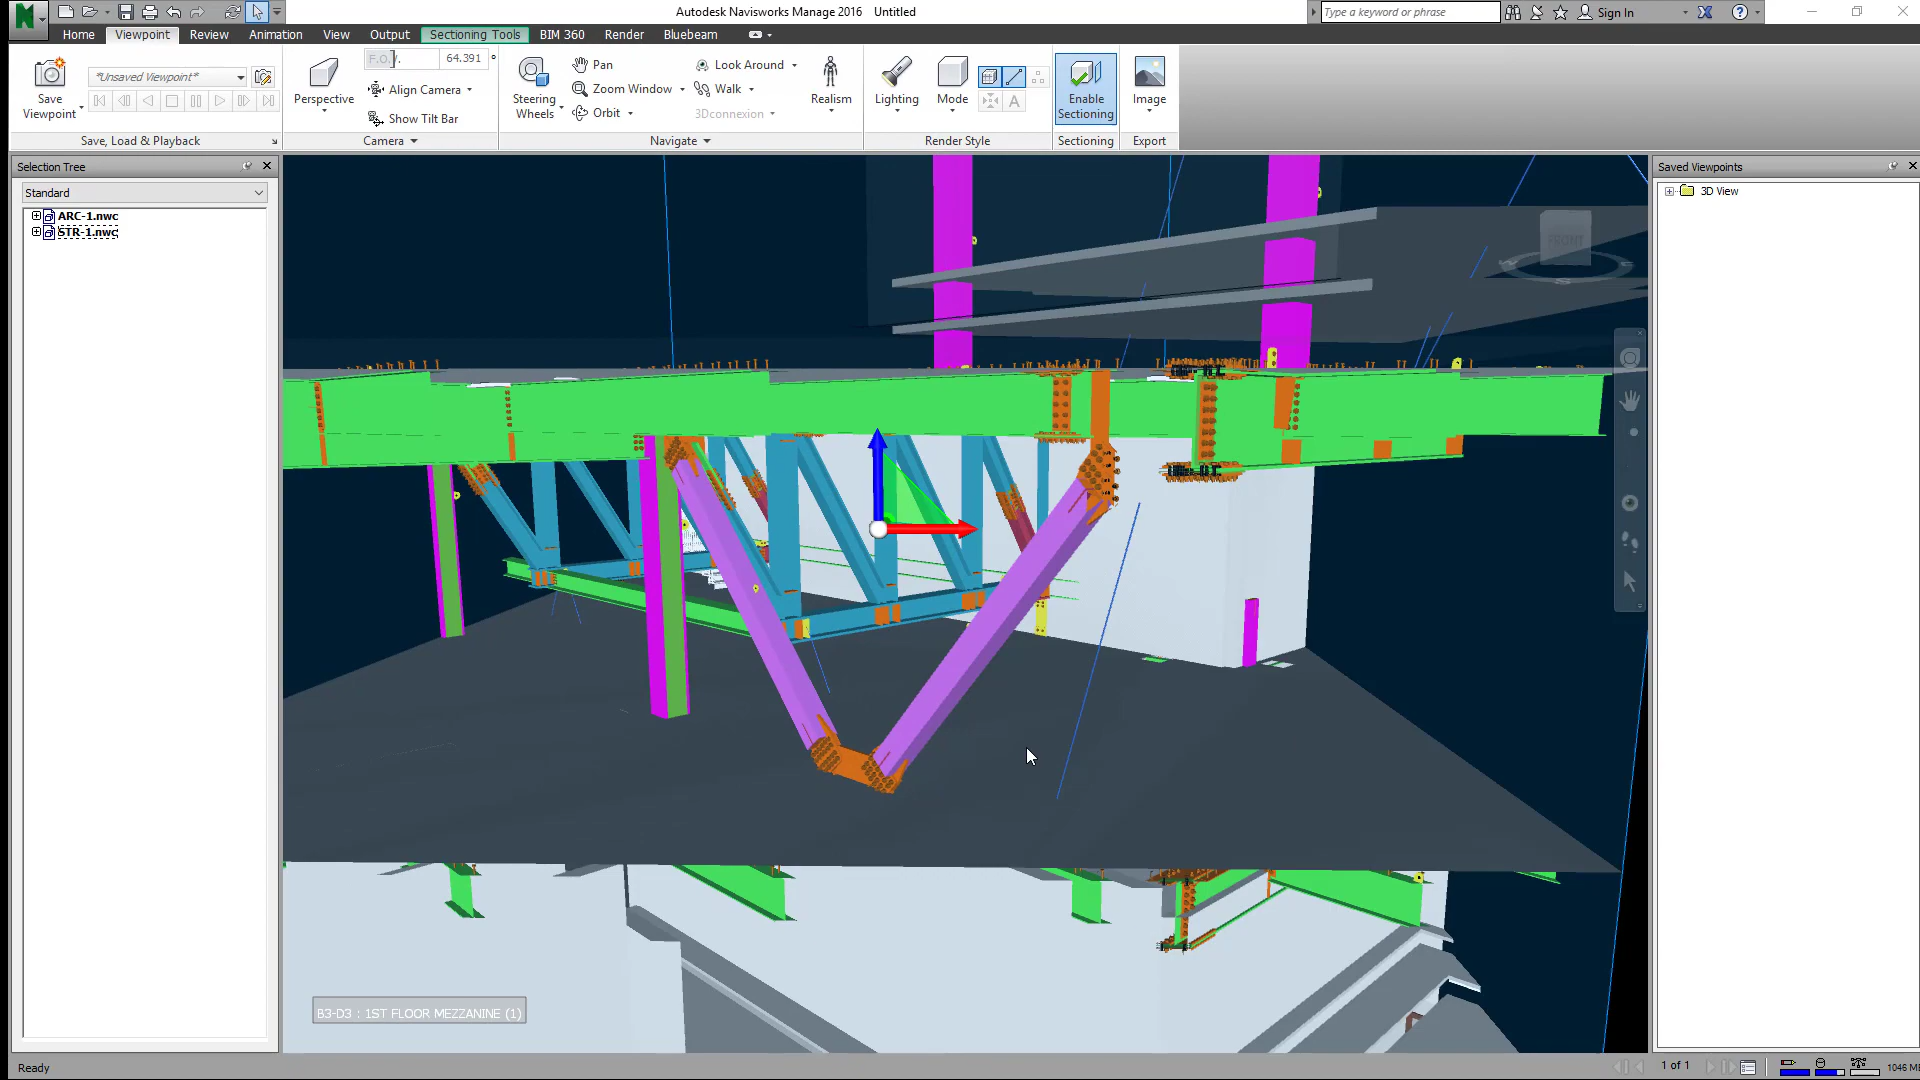 Autodesk Navisworks Manage 2016 Untitled
Type a keyword or phrase
Sign In
Home Viewpoint Review Animation View Output Sectioning Tools BIM 360 Render Bluebeam
Save Viewpoint
*Unsaved Viewpoint*
Save, Load & Playback
Perspective
F.O.V. 64.391 °
Align Camera
Show Tilt Bar
Camera
Steering Wheels
Pan
Zoom Window
Orbit
Look Around
Walk
3Dconnexion
Navigate
Realism
Lighting
Mode
A
Render Style
Enable Sectioning
Sectioning
Image
Export
Selection Tree
Standard
ARC-1.nwc
STR-1.nwc
Saved Viewpoints
3D View
B3-D3 : 1ST FLOOR MEZZANINE (1)
Ready
1 of 1